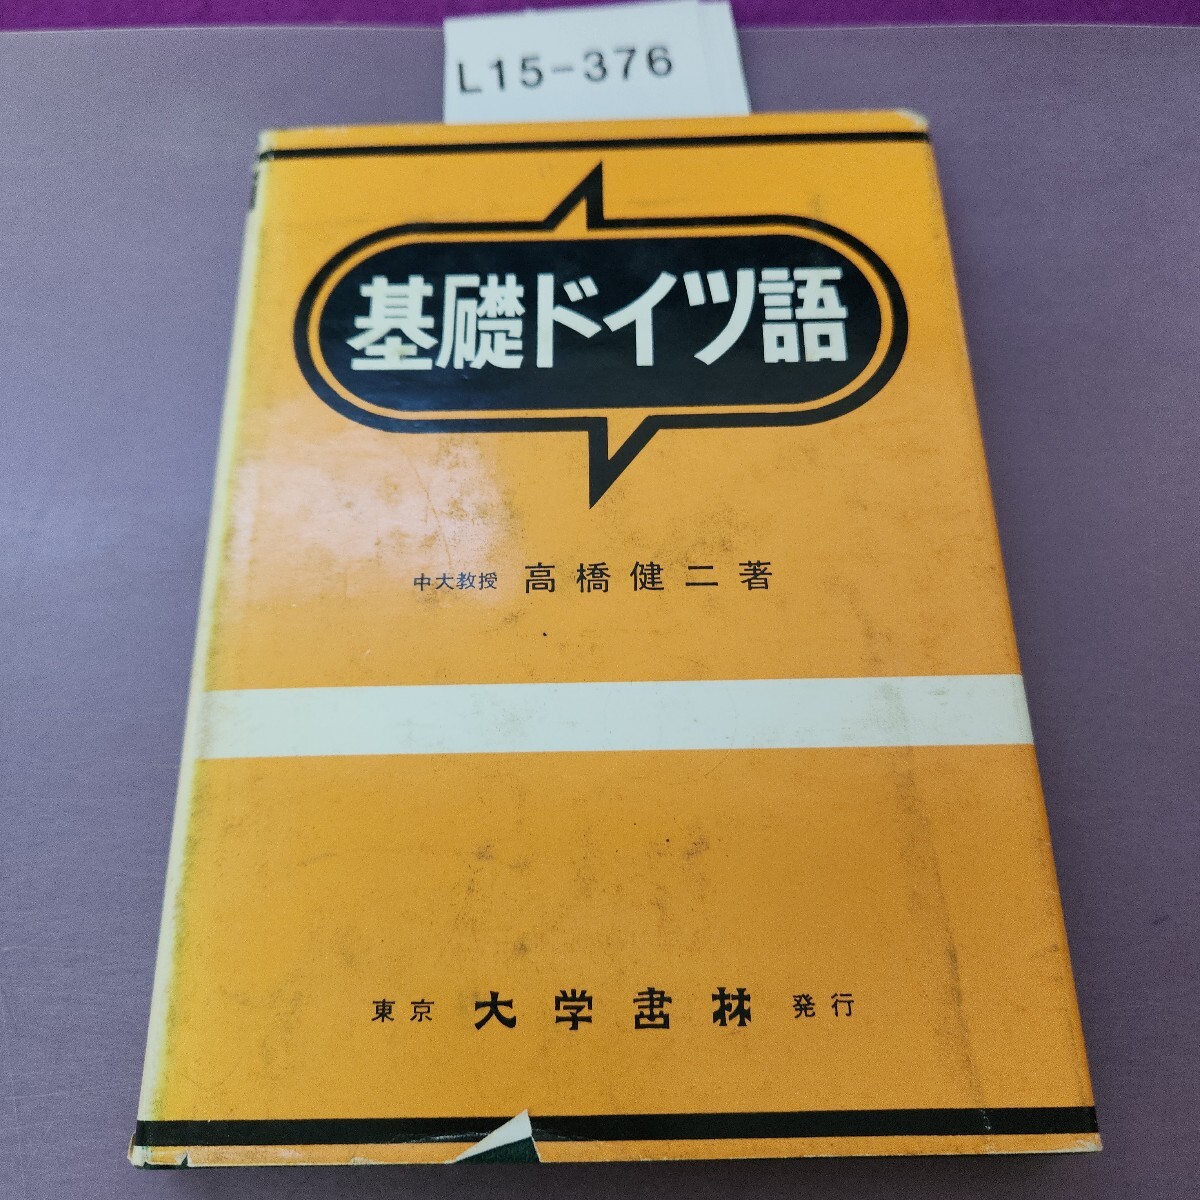 L15-376
基礎ドイツ語
中大教授 高橋健二著
東京 大学書林 発行